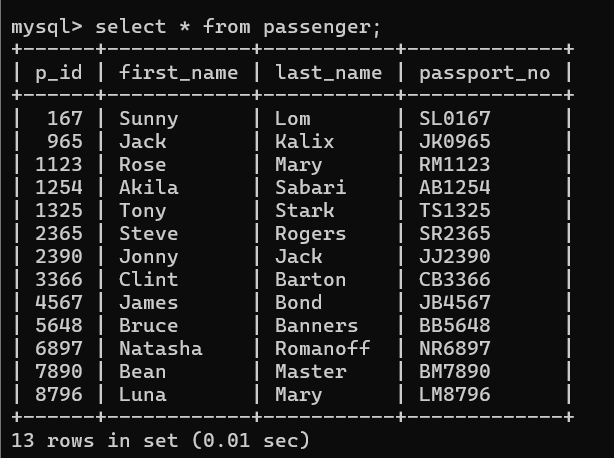 mysql> select * from passenger;
+------+------------+-----------+-------------+
| p_id | first_name | last_name | passport_no |
+------+------------+-----------+-------------+
|  167 | Sunny      | Lom       | SL0167      |
|  965 | Jack       | Kalix     | JK0965      |
| 1123 | Rose       | Mary      | RM1123      |
| 1254 | Akila      | Sabari    | AB1254      |
| 1325 | Tony       | Stark     | TS1325      |
| 2365 | Steve      | Rogers    | SR2365      |
| 2390 | Jonny      | Jack      | JJ2390      |
| 3366 | Clint      | Barton    | CB3366      |
| 4567 | James      | Bond      | JB4567      |
| 5648 | Bruce      | Banners   | BB5648      |
| 6897 | Natasha    | Romanoff  | NR6897      |
| 7890 | Bean       | Master    | BM7890      |
| 8796 | Luna       | Mary      | LM8796      |
+------+------------+-----------+-------------+
13 rows in set (0.01 sec)